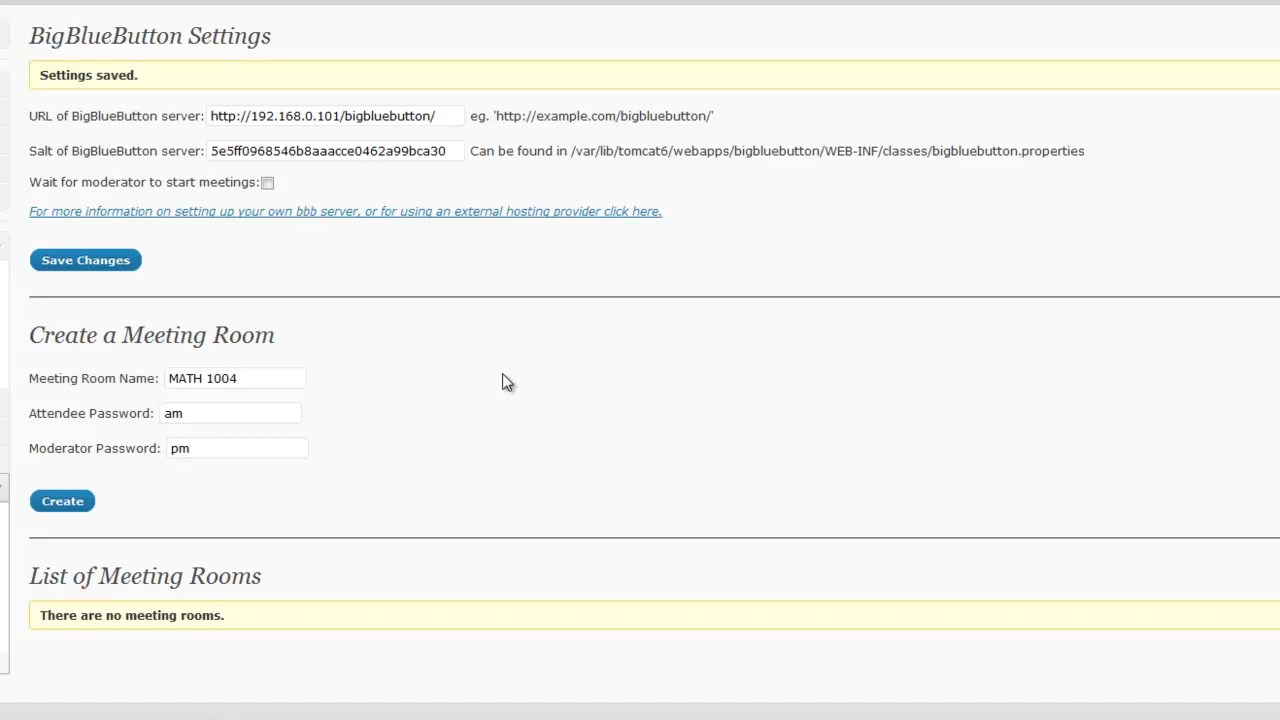 BigBlueButton Settings
Settings saved.
URL of BigBlueButton server: http://192.168.0.101/bigbluebutton/ eg. 'http://example.com/bigbluebutton/'
Salt of BigBlueButton server: 5e5ff0968546b8aaacce0462a99bca30 Can be found in /var/lib/tomcat6/webapps/bigbluebutton/WEB-INF/classes/bigbluebutton.properties
Wait for moderator to start meetings:
For more information on setting up your own bbb server, or for using an external hosting provider click here.
Save Changes
Create a Meeting Room
Meeting Room Name: MATH 1004
Attendee Password: am
Moderator Password: pm
Create
List of Meeting Rooms
There are no meeting rooms.